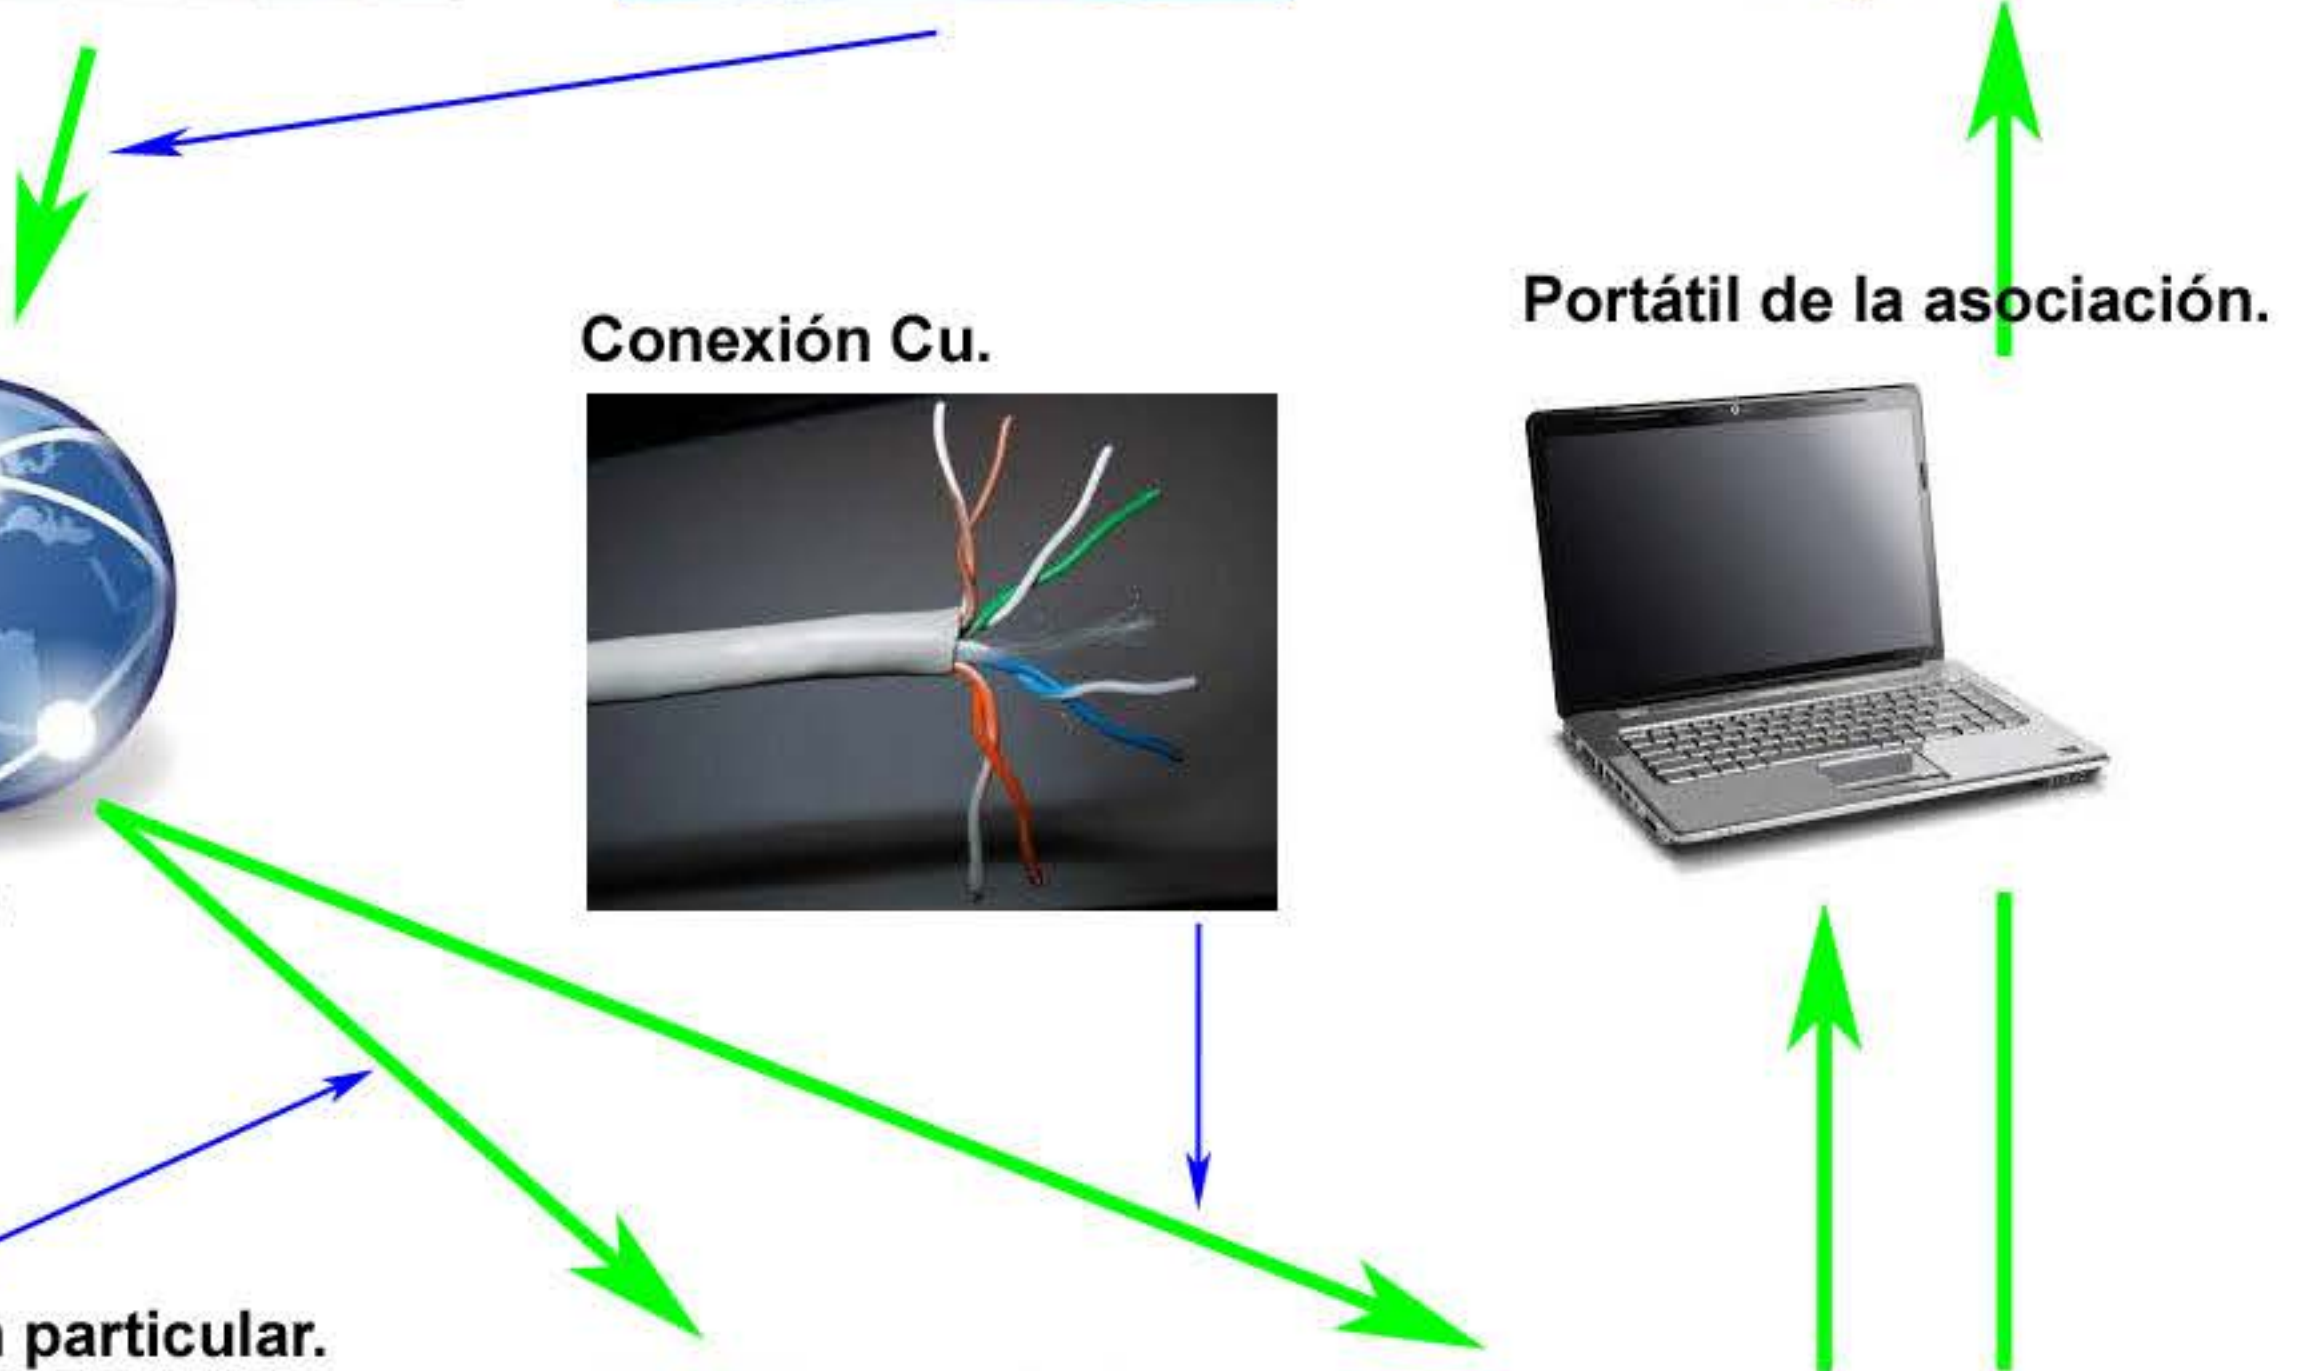 Portátil de la asociación.
Conexión Cu.
particular.